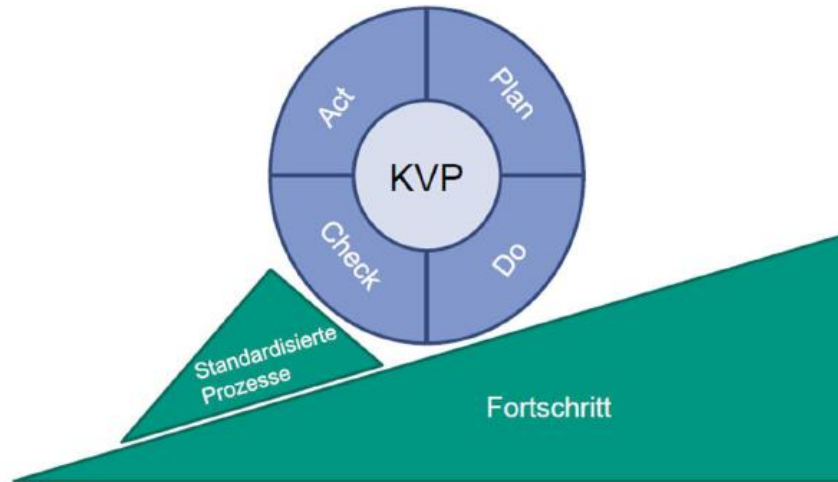 Act
Plan
KVP
Check
Do
Standardisierte
Prozesse
Fortschritt